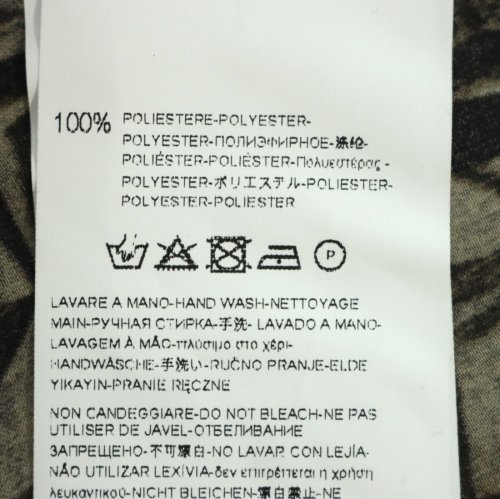 100% POLIESTERE-POLYESTER-
POLYESTER-ПОЛИЭФИРНОЕ-涤纶-
POLIÉSTER-POLIÉSTER-Πολυεστέρας -
POLYESTER-ポリエステル-POLIESTER-
POLYESTER-POLIESTER
P
LAVARE A MANO-HAND WASH-NETTOYAGE
MAIN-РУЧНАЯ СТИРКА-手洗- LAVADO A MANO-
LAVAGEM À MÃO-πλύσιμο στο χέρι-
HANDWÄSCHE-手洗い-RUČNO PRANJE-ELDE
YIKAYIN-PRANIE RĘCZNE
NON CANDEGGIARE-DO NOT BLEACH-NE PAS
UTILISER DE JAVEL-ОТБЕЛИВАНИЕ
ЗАПРЕЩЕНО-不可漂白-NO LAVAR CON LEJÍA-
NÃO UTILIZAR LEXÍVIA-δεν επιτρέπεται η χρήση
λευκαντικού-NICHT BLEICHEN-漂白禁止-NE